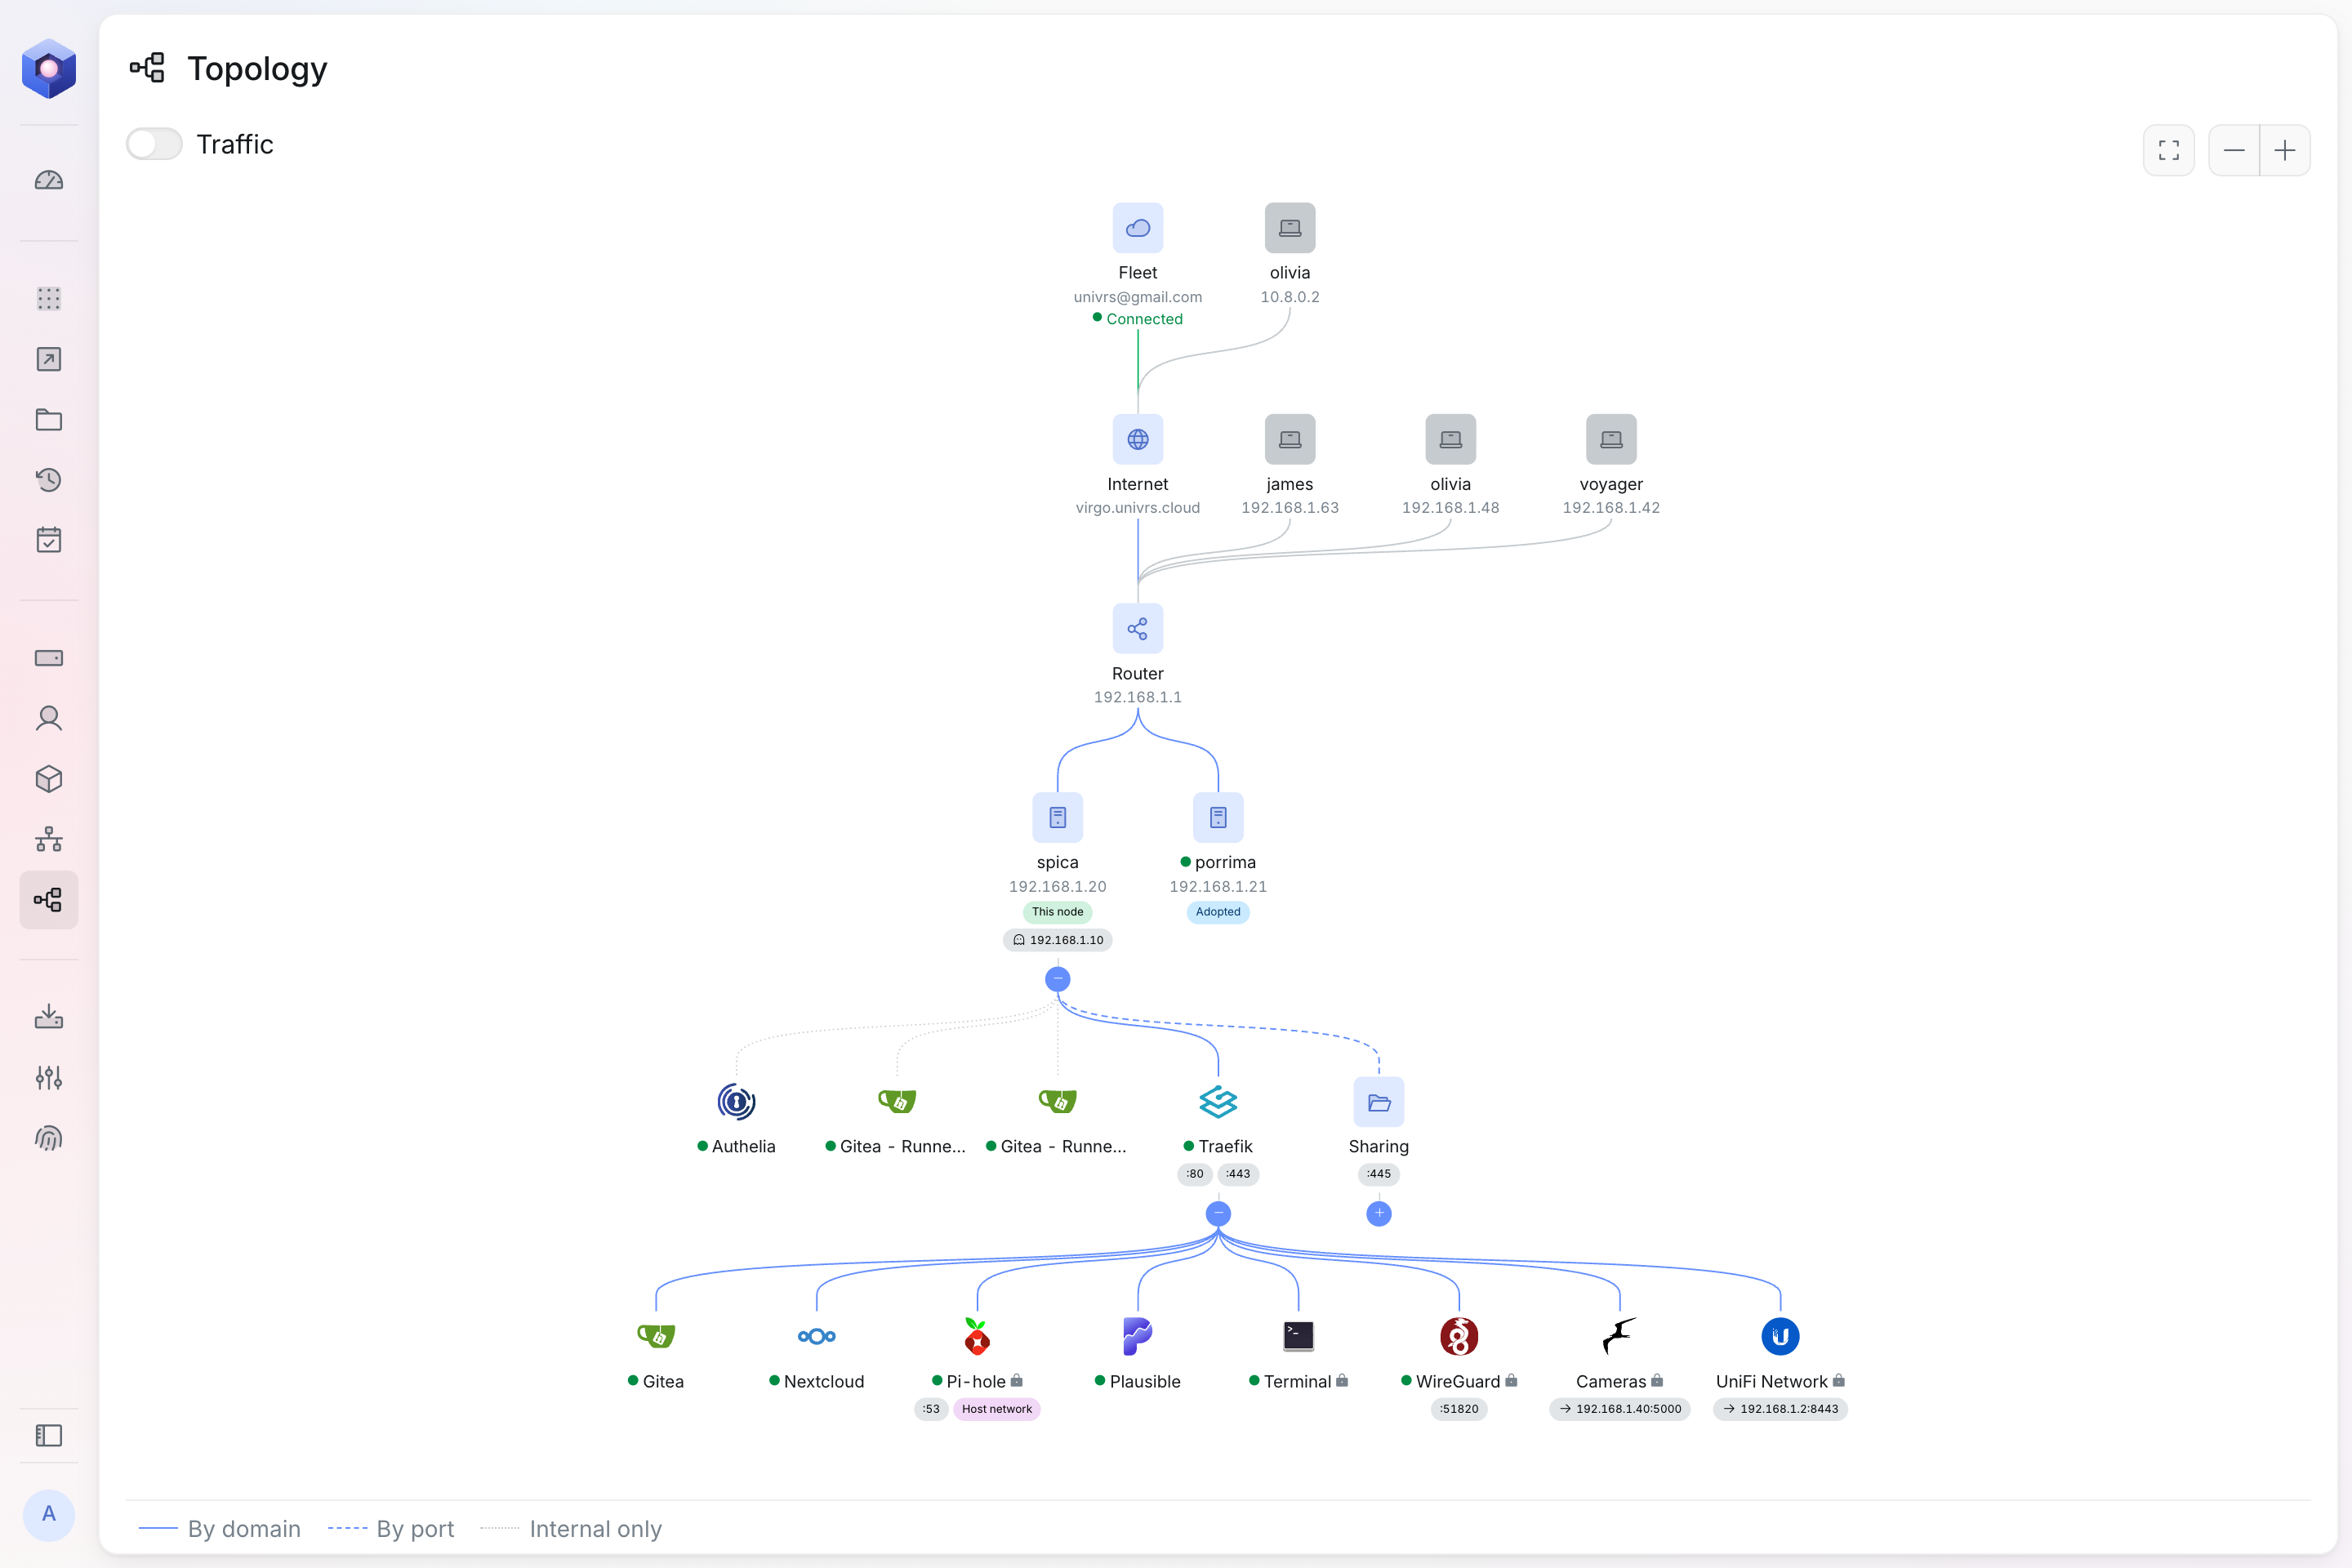 Topology
Traffic
Fleet
univrs@gmail.com
Connected
olivia
10.8.0.2
Internet
virgo.univrs.cloud
james
192.168.1.63
olivia
192.168.1.48
voyager
192.168.1.42
Router
192.168.1.1
spica
192.168.1.20
This node
192.168.1.10
porrima
192.168.1.21
Adopted
Authelia
Gitea - Runne...
Gitea - Runne...
Traefik
:80 :443
Sharing
:445
Gitea
Nextcloud
Pi-hole
:53 Host network
Plausible
>_
Terminal
WireGuard
:51820
Cameras
→ 192.168.1.40:5000
U
UniFi Network
→ 192.168.1.2:8443
A
By domain By port Internal only